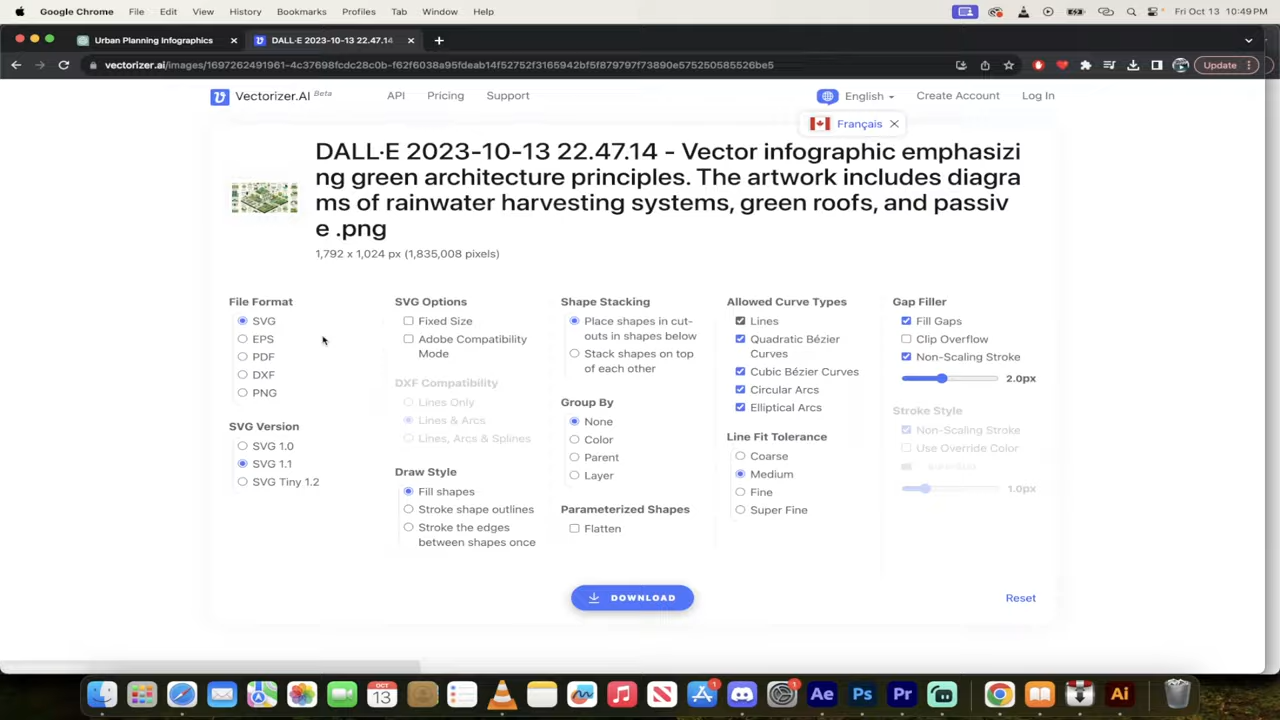 Google Chrome File Edit View History Bookmarks Profiles Tab Window Help Fri Oct 13 10:49 PM
Urban Planning Infographics DALL·E 2023-10-13 22.47.14
vectorizer.ai/images/1697262491961-4c37698fcdc28c0b-f62f6038a95fdeab14f52752f3165942bf5f879797f73890e575250585526be5 Update
Vectorizer.AI Beta API Pricing Support English Create Account Log In
Français
DALL·E 2023-10-13 22.47.14 - Vector infographic emphasizi
ng green architecture principles. The artwork includes diagra
ms of rainwater harvesting systems, green roofs, and passiv
e .png
1,792 x 1,024 px (1,835,008 pixels)
File Format
SVG
EPS
PDF
DXF
PNG
SVG Version
SVG 1.0
SVG 1.1
SVG Tiny 1.2
SVG Options
Fixed Size
Adobe Compatibility
Mode
DXF Compatibility
Lines Only
Lines & Arcs
Lines, Arcs & Splines
Draw Style
Fill shapes
Stroke shape outlines
Stroke the edges
between shapes once
Shape Stacking
Place shapes in cut-
outs in shapes below
Stack shapes on top
of each other
Group By
None
Color
Parent
Layer
Parameterized Shapes
Flatten
Allowed Curve Types
Lines
Quadratic Bézier
Curves
Cubic Bézier Curves
Circular Arcs
Elliptical Arcs
Line Fit Tolerance
Coarse
Medium
Fine
Super Fine
Gap Filler
Fill Gaps
Clip Overflow
Non-Scaling Stroke
2.0px
Stroke Style
Non-Scaling Stroke
Use Override Color
1.0px
DOWNLOAD
Reset
OCT
13
1
1
Ae Ps Pr Ai